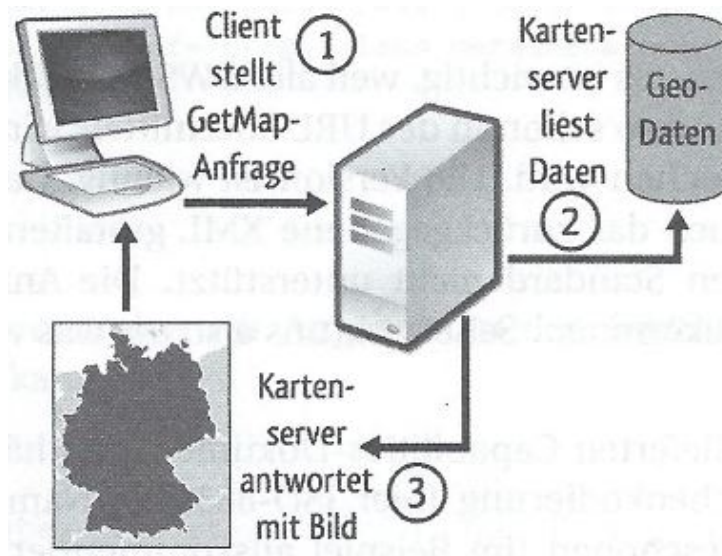 Client
stellt
GetMap-
Anfrage
1
Karten-
server
liest
Daten
2
Geo-
Daten
Karten-
server
antwortet
mit Bild
3